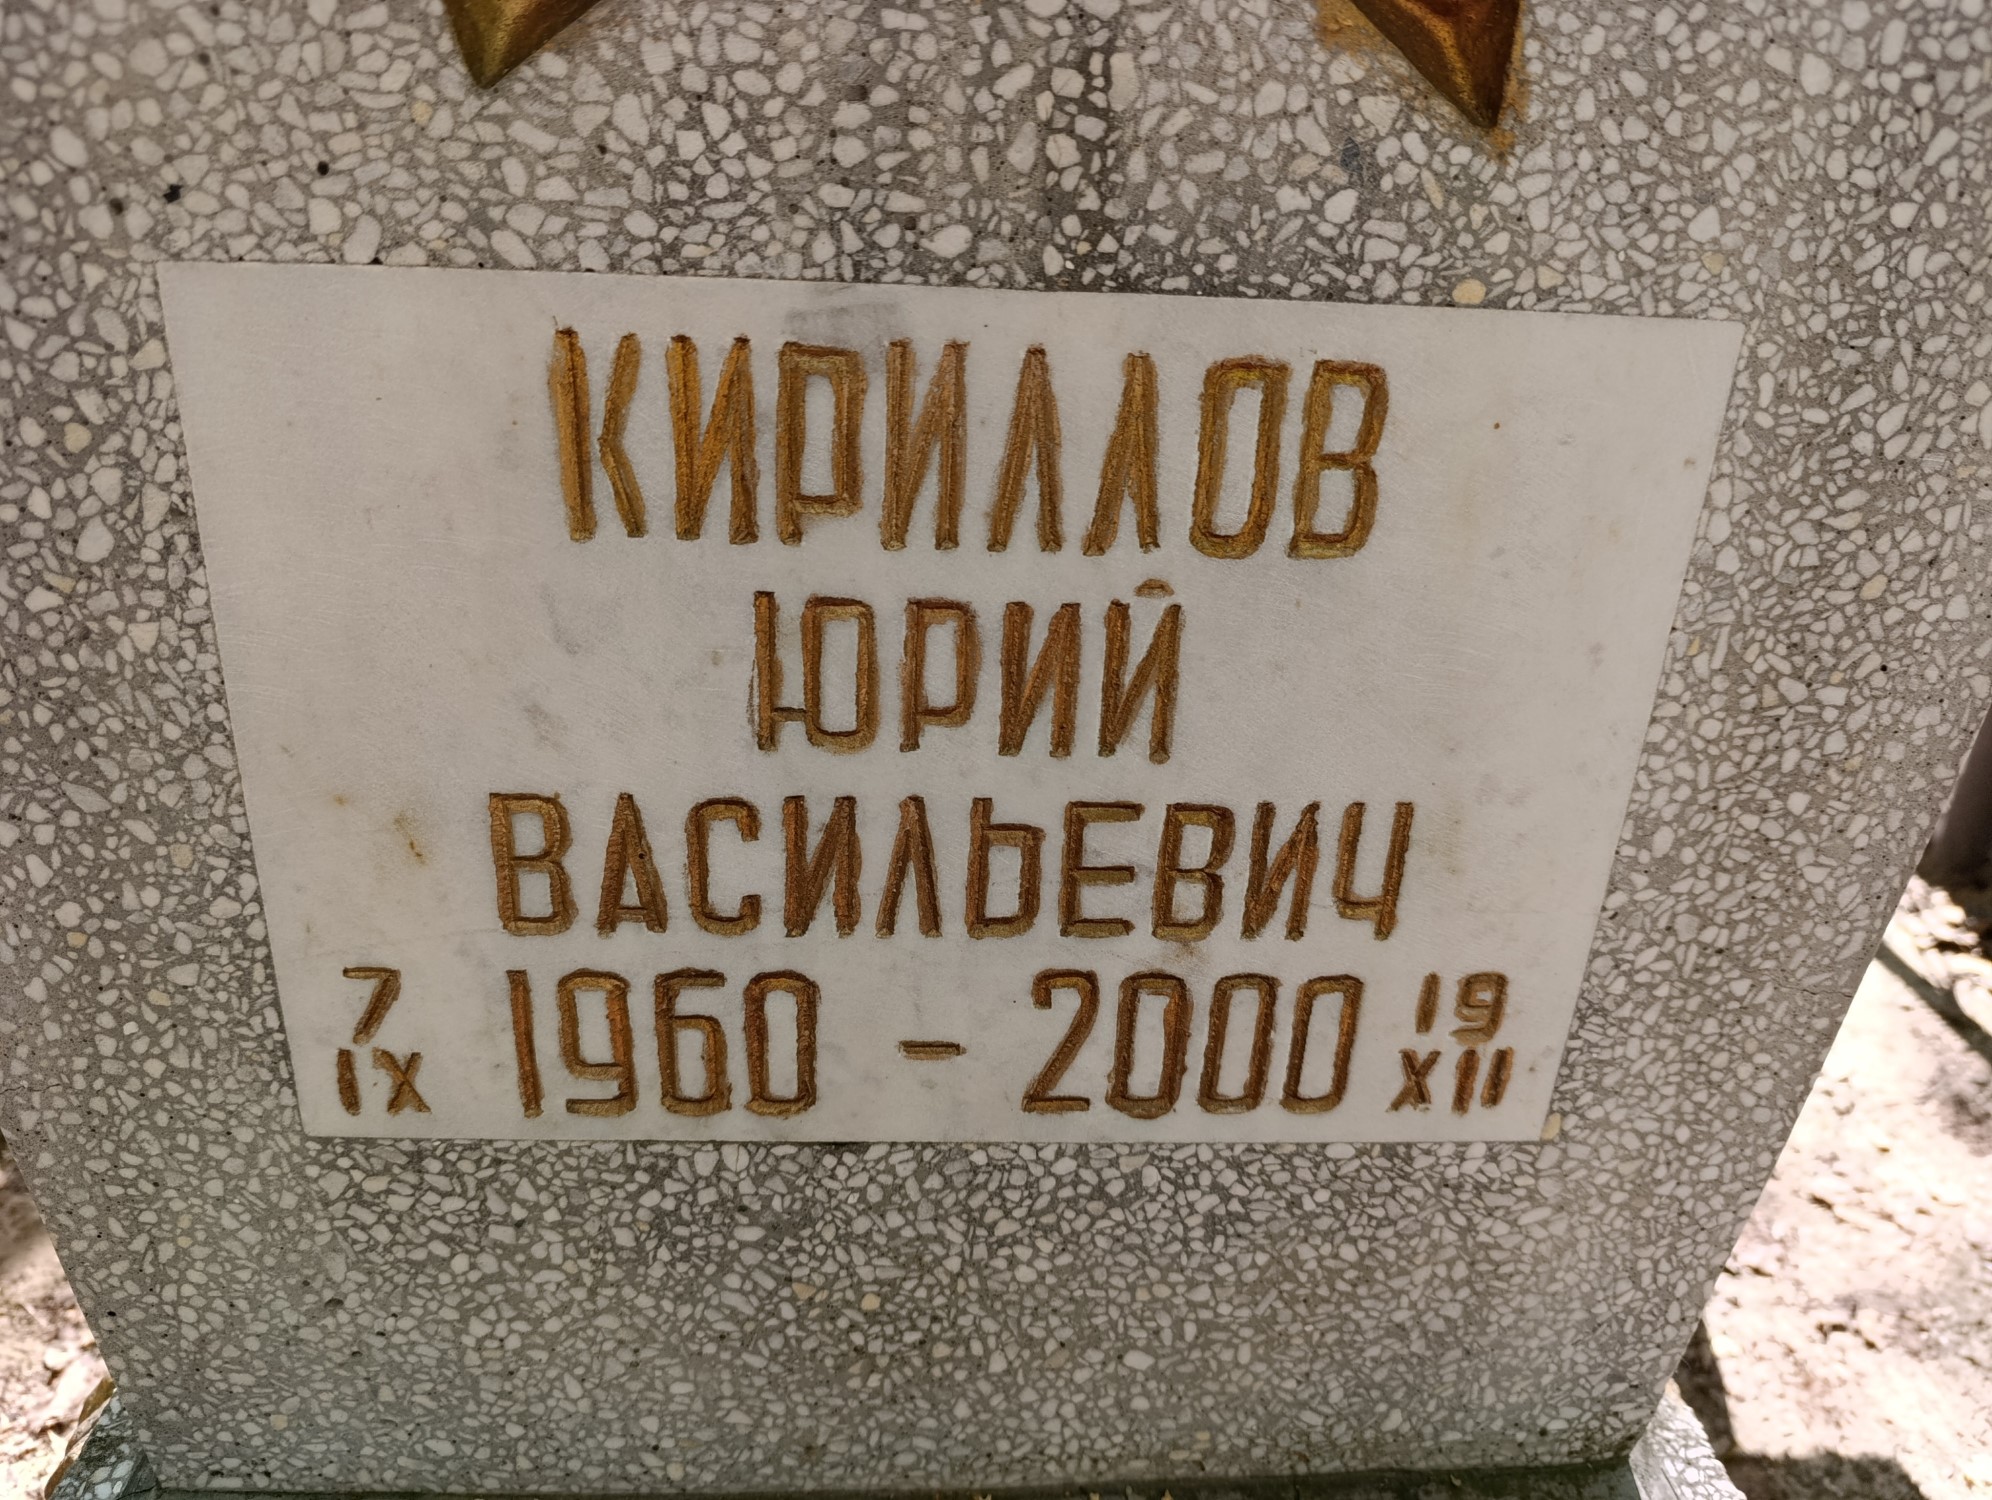 КИРИЛЛОВ
ЮРИЙ
ВАСИЛЬЕВИЧ
7 IX 1960 - 2000 19 XII